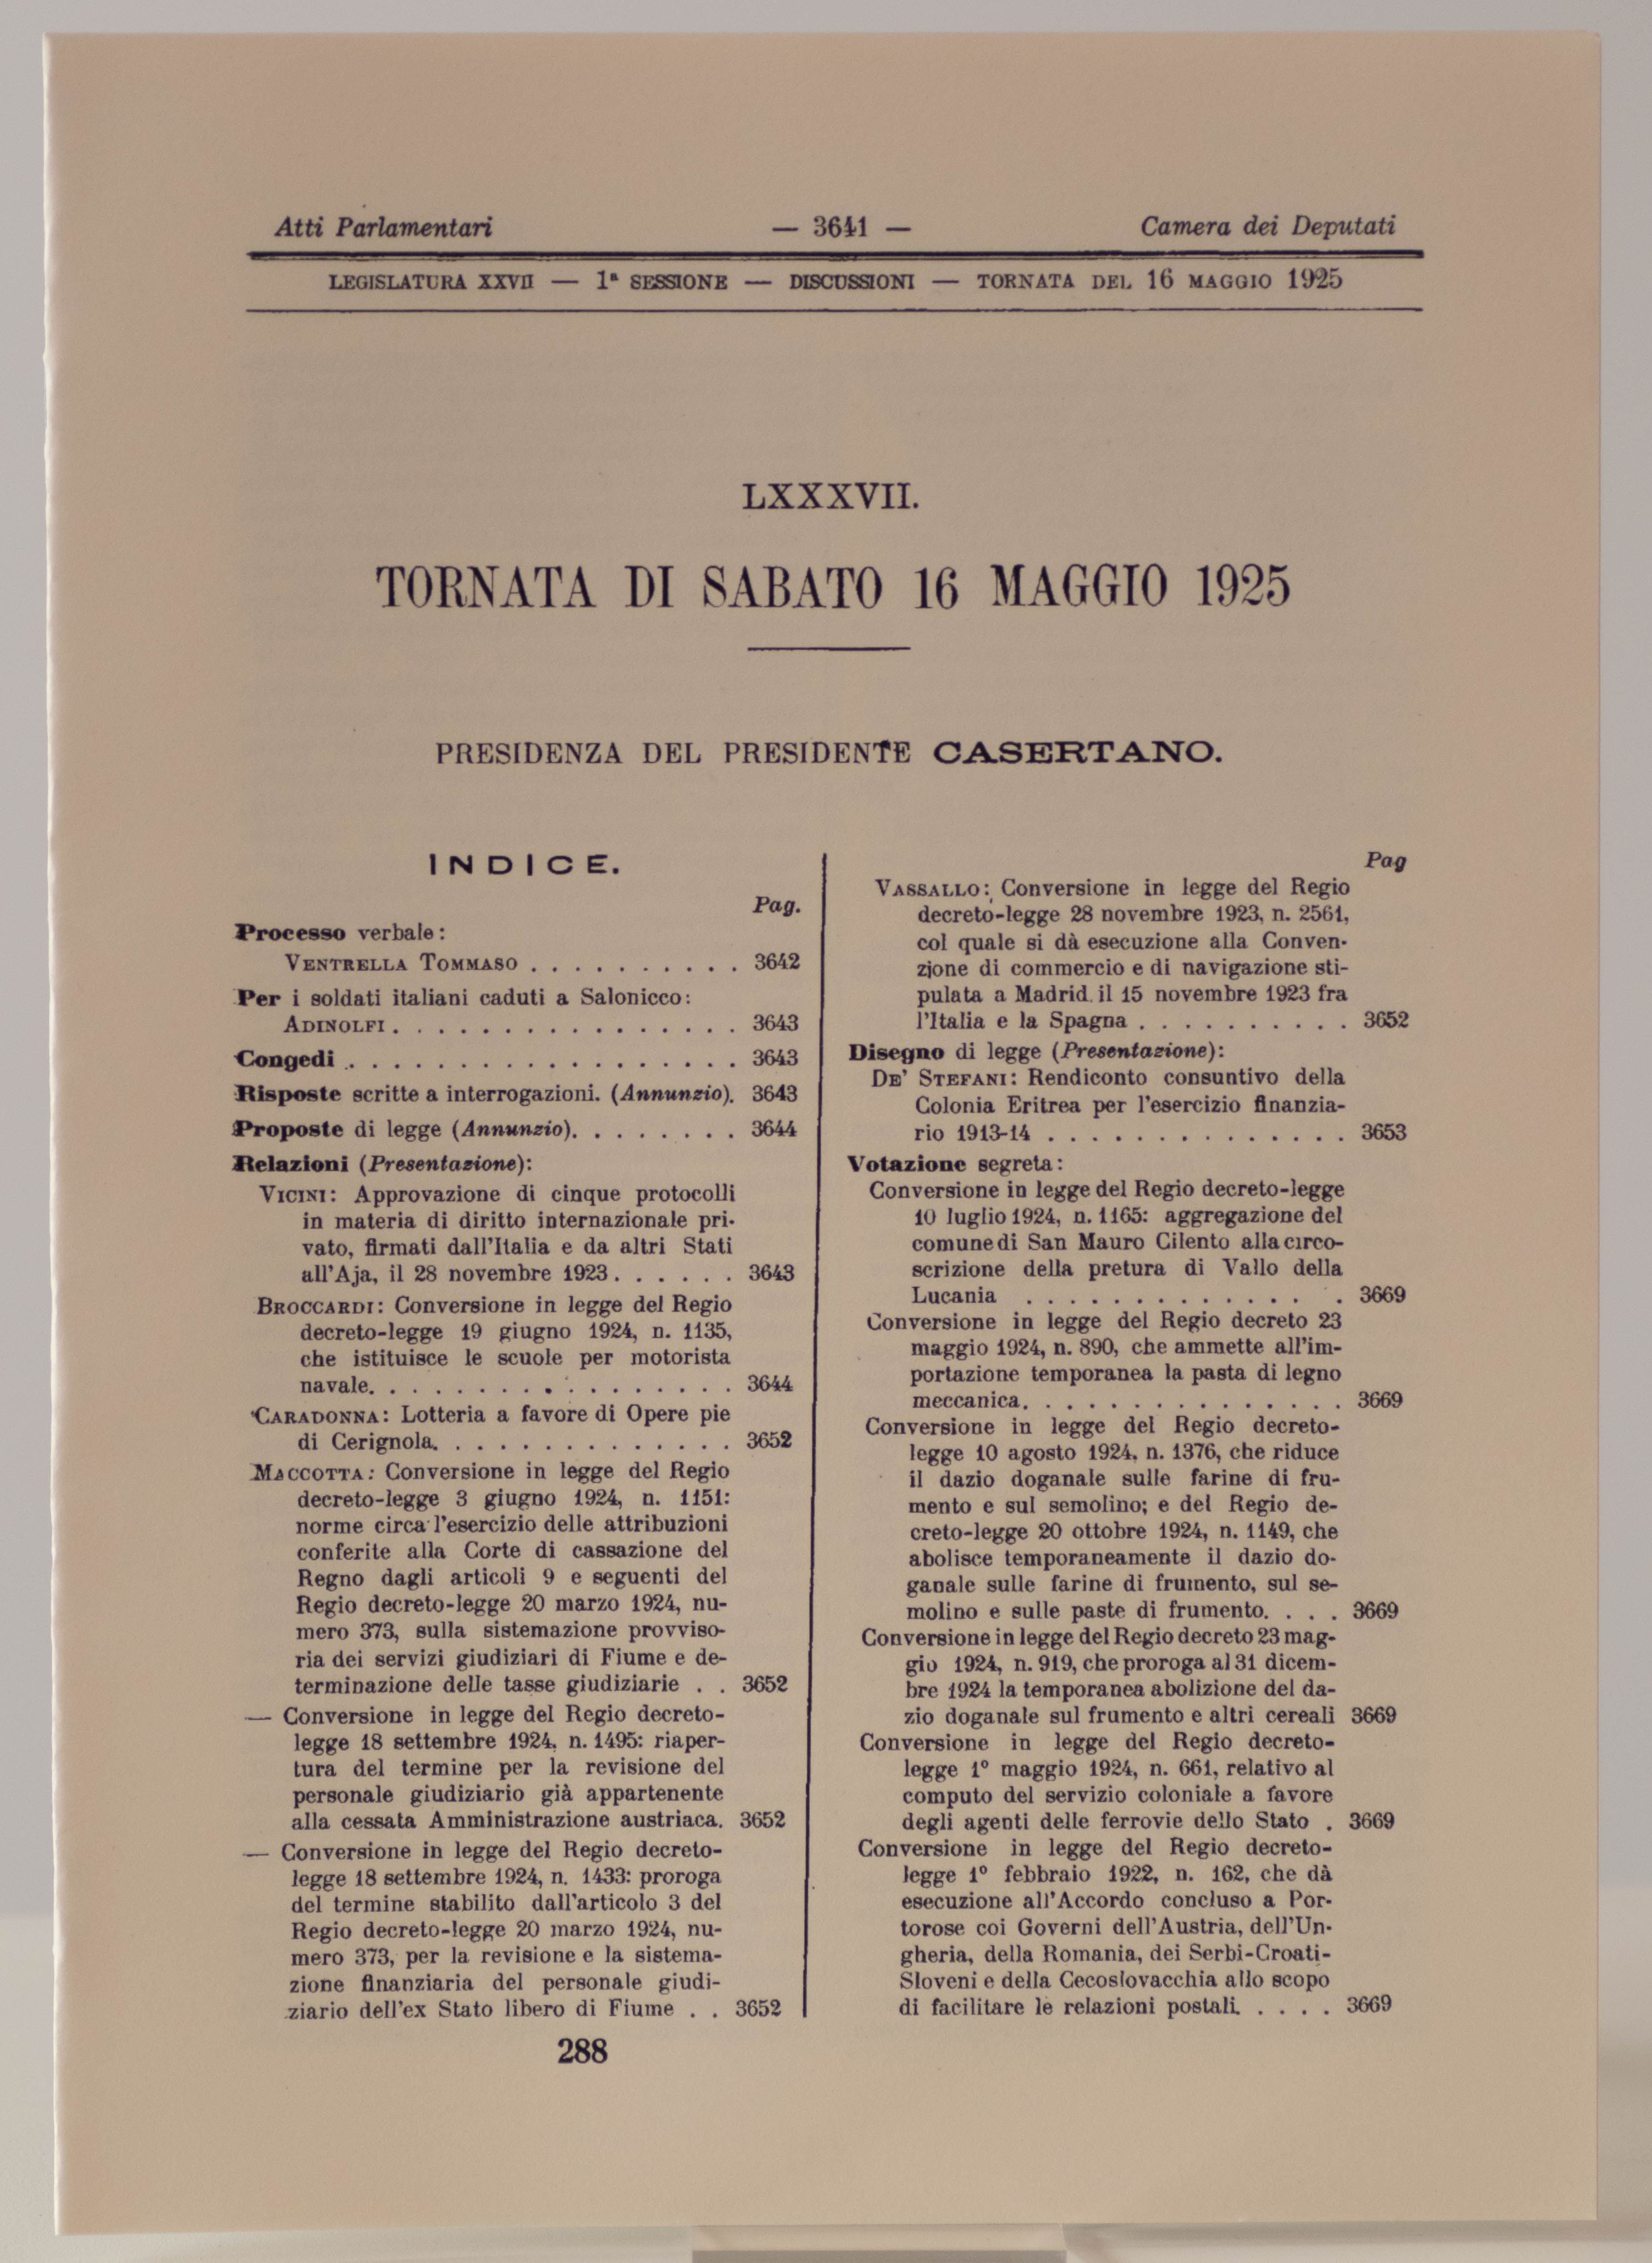 Atti Parlamentari — 3641 — Camera dei Deputati
LEGISLATURA XXVII — 1ª SESSIONE — DISCUSSIONI — TORNATA DEL 16 MAGGIO 1925
LXXXVII.
TORNATA DI SABATO 16 MAGGIO 1925
PRESIDENZA DEL PRESIDENTE CASERTANO.
INDICE.
Pag.
Processo verbale:
VENTRELLA TOMMASO . . . . . . . . . . 3642
Per i soldati italiani caduti a Salonicco:
ADINOLFI . . . . . . . . . . . . . . . . 3643
Congedi . . . . . . . . . . . . . . . . . . 3643
Risposte scritte a interrogazioni. (Annunzio). 3643
Proposte di legge (Annunzio). . . . . . . . 3644
Relazioni (Presentazione):
VICINI: Approvazione di cinque protocolli
in materia di diritto internazionale pri-
vato, firmati dall'Italia e da altri Stati
all'Aja, il 28 novembre 1923. . . . . . 3643
BROCCARDI: Conversione in legge del Regio
decreto-legge 19 giugno 1924, n. 1135,
che istituisce le scuole per motorista
navale. . . . . . . . . . . . . . . . . 3644
CARADONNA: Lotteria a favore di Opere pie
di Cerignola. . . . . . . . . . . . . . 3652
MACCOTTA: Conversione in legge del Regio
decreto-legge 3 giugno 1924, n. 1151:
norme circa l'esercizio delle attribuzioni
conferite alla Corte di cassazione del
Regno dagli articoli 9 e seguenti del
Regio decreto-legge 20 marzo 1924, nu-
mero 373, sulla sistemazione provviso-
ria dei servizi giudiziari di Fiume e de-
terminazione delle tasse giudiziarie . . 3652
— Conversione in legge del Regio decreto-
legge 18 settembre 1924, n. 1495: riaper-
tura del termine per la revisione del
personale giudiziario già appartenente
alla cessata Amministrazione austriaca. 3652
— Conversione in legge del Regio decreto-
legge 18 settembre 1924, n. 1433: proroga
del termine stabilito dall'articolo 3 del
Regio decreto-legge 20 marzo 1924, nu-
mero 373, per la revisione e la sistema-
zione finanziaria del personale giudi-
ziario dell'ex Stato libero di Fiume . . 3652
288
Pag
VASSALLO: Conversione in legge del Regio
decreto-legge 28 novembre 1923, n. 2561,
col quale si dà esecuzione alla Conven-
zione di commercio e di navigazione sti-
pulata a Madrid il 15 novembre 1923 fra
l'Italia e la Spagna . . . . . . . . . . 3652
Disegno di legge (Presentazione):
DE' STEFANI: Rendiconto consuntivo della
Colonia Eritrea per l'esercizio finanzia-
rio 1913-14 . . . . . . . . . . . . . . 3653
Votazione segreta:
Conversione in legge del Regio decreto-legge
10 luglio 1924, n. 1165: aggregazione del
comune di San Mauro Cilento alla circo-
scrizione della pretura di Vallo della
Lucania . . . . . . . . . . . . . . 3669
Conversione in legge del Regio decreto 23
maggio 1924, n. 890, che ammette all'im-
portazione temporanea la pasta di legno
meccanica. . . . . . . . . . . . . . . 3669
Conversione in legge del Regio decreto-
legge 10 agosto 1924, n. 1376, che riduce
il dazio doganale sulle farine di fru-
mento e sul semolino; e del Regio de-
creto-legge 20 ottobre 1924, n. 1149, che
abolisce temporaneamente il dazio do-
ganale sulle farine di frumento, sul se-
molino e sulle paste di frumento. . . . 3669
Conversione in legge del Regio decreto 23 mag-
gio 1924, n. 919, che proroga al 31 dicem-
bre 1924 la temporanea abolizione del da-
zio doganale sul frumento e altri cereali 3669
Conversione in legge del Regio decreto-
legge 1º maggio 1924, n. 661, relativo al
computo del servizio coloniale a favore
degli agenti delle ferrovie dello Stato . 3669
Conversione in legge del Regio decreto-
legge 1º febbraio 1922, n. 162, che dà
esecuzione all'Accordo concluso a Por-
torose coi Governi dell'Austria, dell'Un-
gheria, della Romania, dei Serbi-Croati-
Sloveni e della Cecoslovacchia allo scopo
di facilitare le relazioni postali. . . . . 3669